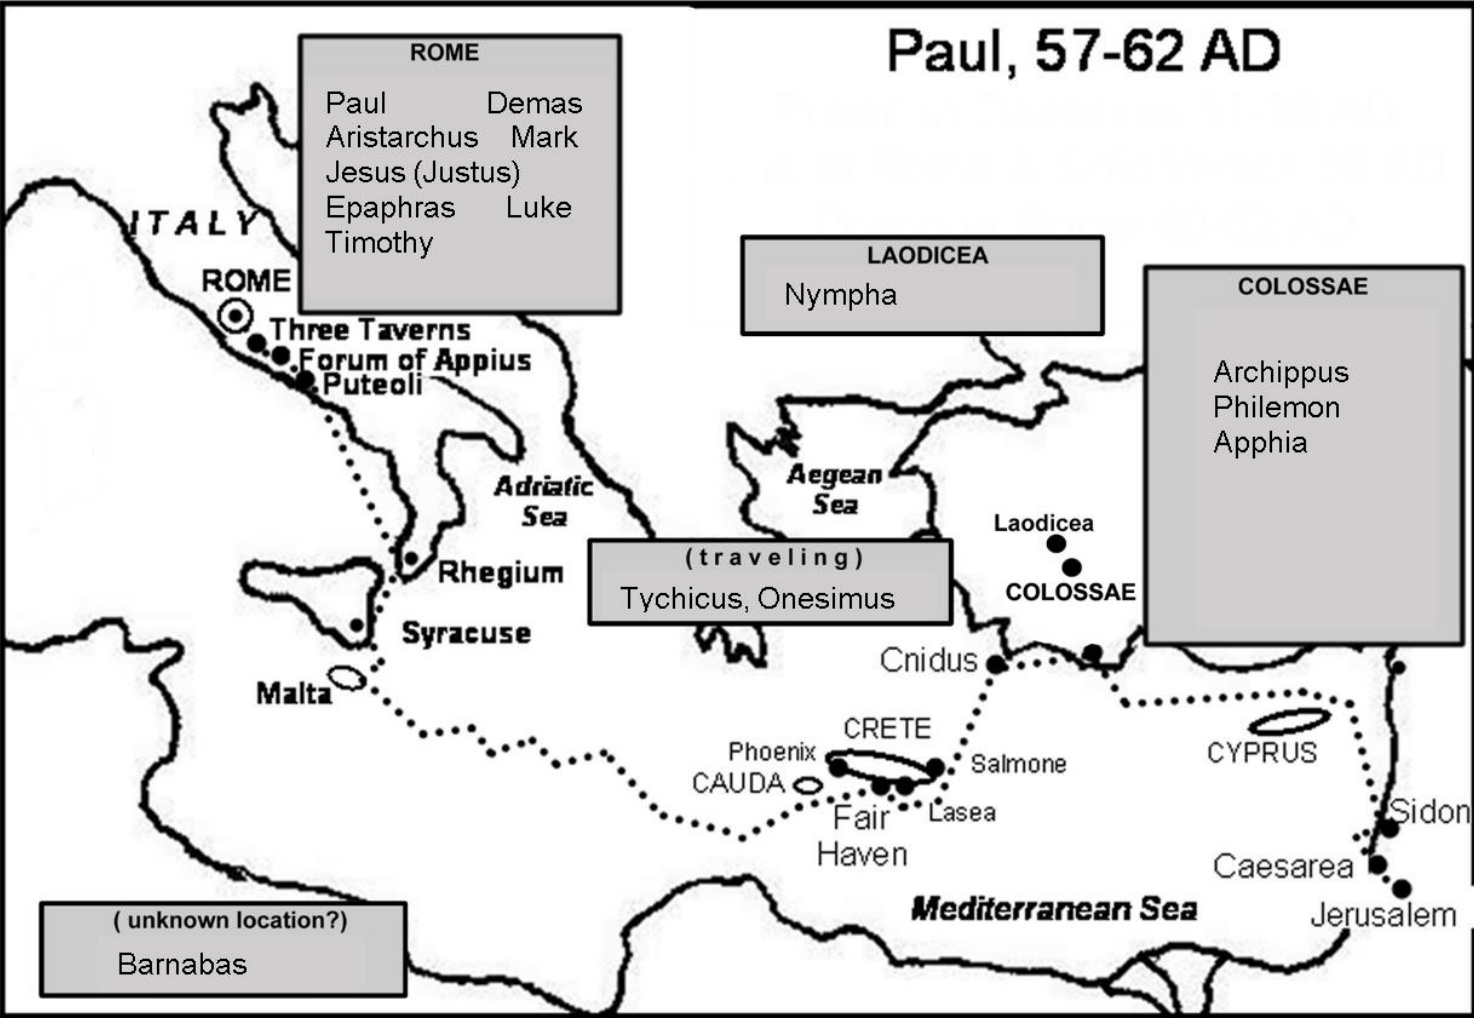 Paul, 57-62 AD
ROME
Paul Demas
Aristarchus Mark
Jesus (Justus)
Epaphras Luke
Timothy
ITALY
ROME
Three Taverns
Forum of Appius
Puteoli
LAODICEA
Nympha
COLOSSAE
Archippus
Philemon
Apphia
Adriatic
Sea
Aegean
Sea
Laodicea
COLOSSAE
(traveling)
Tychicus, Onesimus
Rhegium
Syracuse
Malta
Cnidus
CRETE
Phoenix
CAUDA
Salmone
Lasea
Fair
Haven
CYPRUS
Sidon
Caesarea
Jerusalem
Mediterranean Sea
( unknown location?)
Barnabas